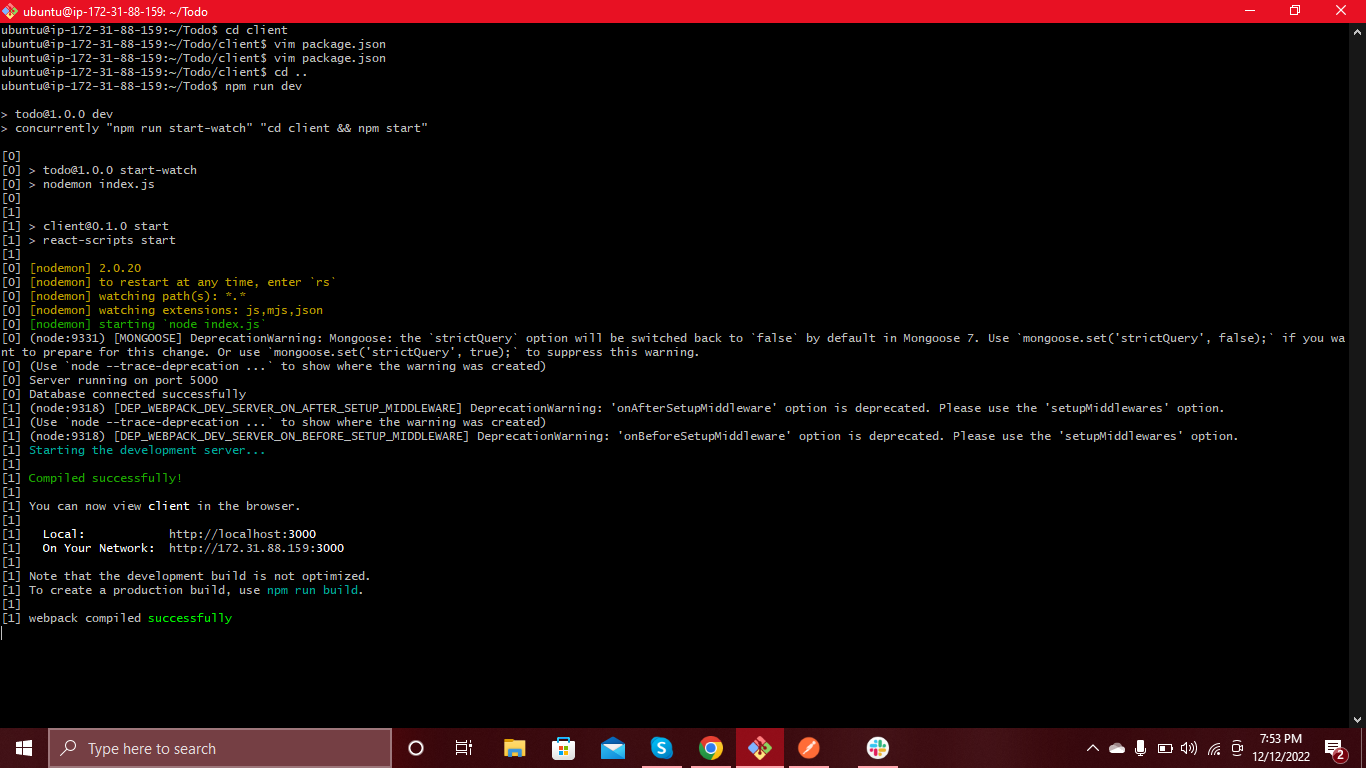 ubuntu@ip-172-31-88-159: ~/Todo
ubuntu@ip-172-31-88-159:~/Todo$ cd client
ubuntu@ip-172-31-88-159:~/Todo/client$ vim package.json
ubuntu@ip-172-31-88-159:~/Todo/client$ vim package.json
ubuntu@ip-172-31-88-159:~/Todo/client$ cd ..
ubuntu@ip-172-31-88-159:~/Todo$ npm run dev
> todo@1.0.0 dev
> concurrently "npm run start-watch" "cd client && npm start"
[0]
[0] > todo@1.0.0 start-watch
[0] > nodemon index.js
[0]
[1]
[1] > client@0.1.0 start
[1] > react-scripts start
[1]
[0] [nodemon] 2.0.20
[0] [nodemon] to restart at any time, enter `rs`
[0] [nodemon] watching path(s): *.*
[0] [nodemon] watching extensions: js,mjs,json
[0] [nodemon] starting `node index.js`
[0] (node:9331) [MONGOOSE] DeprecationWarning: Mongoose: the `strictQuery` option will be switched back to `false` by default in Mongoose 7. Use `mongoose.set('strictQuery', false);` if you wa
nt to prepare for this change. Or use `mongoose.set('strictQuery', true);` to suppress this warning.
[0] (Use `node --trace-deprecation ...` to show where the warning was created)
[0] Server running on port 5000
[0] Database connected successfully
[1] (node:9318) [DEP_WEBPACK_DEV_SERVER_ON_AFTER_SETUP_MIDDLEWARE] DeprecationWarning: 'onAfterSetupMiddleware' option is deprecated. Please use the 'setupMiddlewares' option.
[1] (Use `node --trace-deprecation ...` to show where the warning was created)
[1] (node:9318) [DEP_WEBPACK_DEV_SERVER_ON_BEFORE_SETUP_MIDDLEWARE] DeprecationWarning: 'onBeforeSetupMiddleware' option is deprecated. Please use the 'setupMiddlewares' option.
[1] Starting the development server...
[1]
[1] Compiled successfully!
[1]
[1] You can now view client in the browser.
[1]
[1]   Local:            http://localhost:3000
[1]   On Your Network:  http://172.31.88.159:3000
[1]
[1] Note that the development build is not optimized.
[1] To create a production build, use npm run build.
[1]
[1] webpack compiled successfully
Type here to search
S
7:53 PM
12/12/2022
2